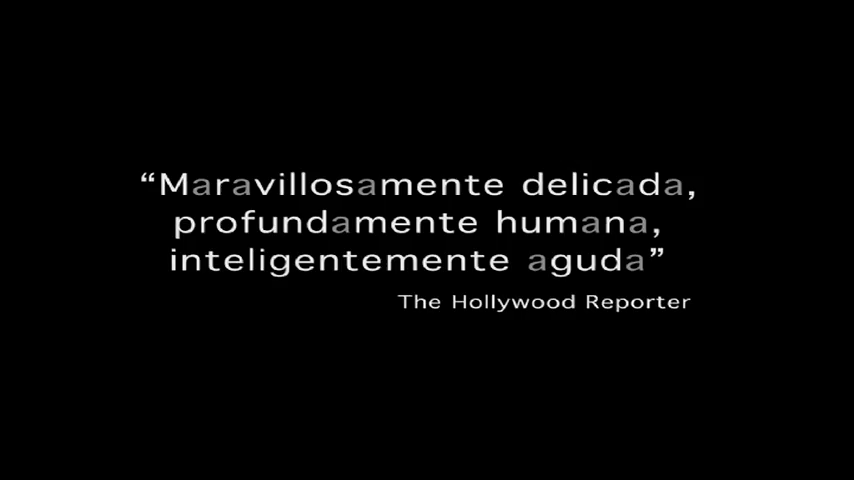 “Maravillosamente delicada,
profundamente humana,
inteligentemente aguda”
The Hollywood Reporter